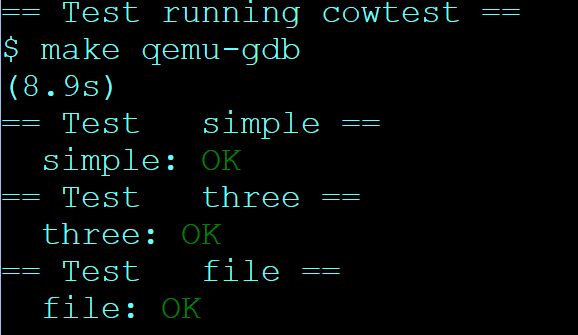 == Test running cowtest ==
$ make qemu-gdb
(8.9s)
== Test   simple ==
  simple: OK
== Test   three ==
  three: OK
== Test   file ==
  file: OK